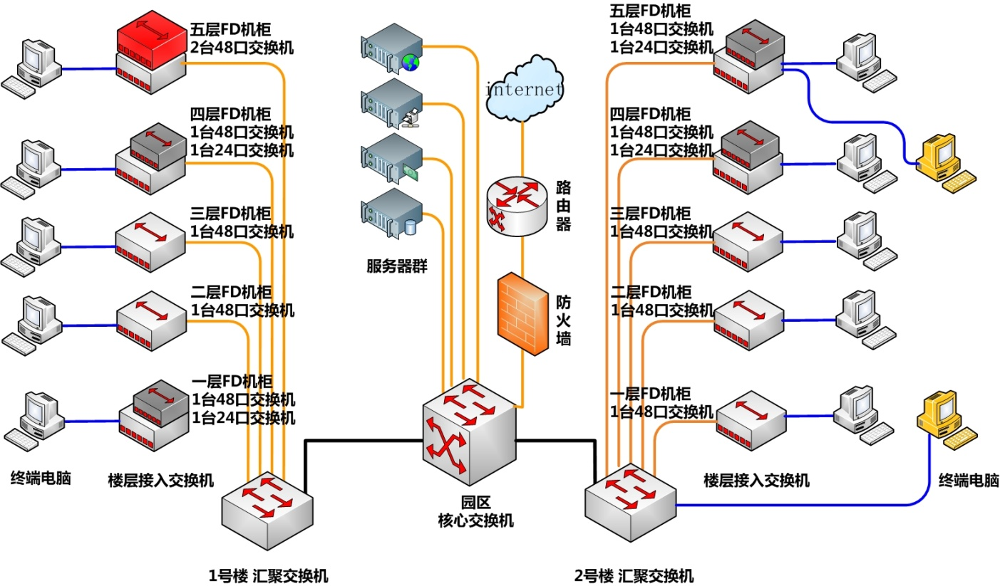 五层FD机柜
2台48口交换机
四层FD机柜
1台48口交换机
1台24口交换机
三层FD机柜
1台48口交换机
二层FD机柜
1台48口交换机
一层FD机柜
1台48口交换机
1台24口交换机
终端电脑
楼层接入交换机
1号楼 汇聚交换机
服务器群
internet
路由器
防火墙
园区
核心交换机
五层FD机柜
1台48口交换机
1台24口交换机
四层FD机柜
1台48口交换机
1台24口交换机
三层FD机柜
1台48口交换机
二层FD机柜
1台48口交换机
一层FD机柜
1台48口交换机
楼层接入交换机
终端电脑
2号楼 汇聚交换机